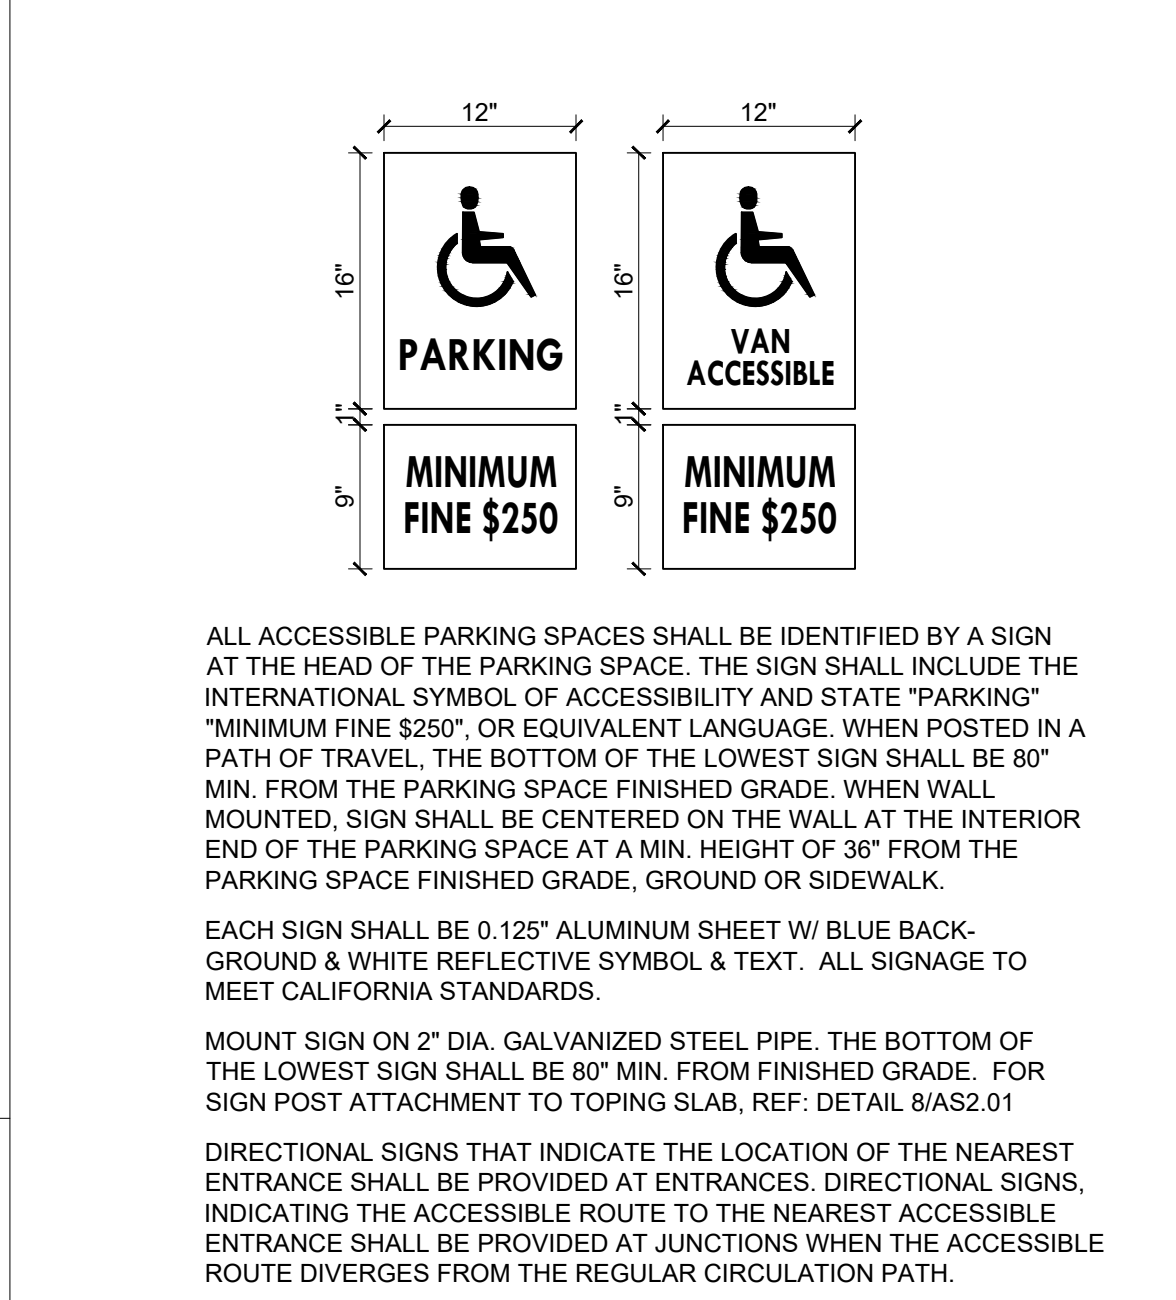 12" 12"
16" 16"
PARKING
VAN
ACCESSIBLE
1" 1"
9" 9"
MINIMUM
FINE $250
MINIMUM
FINE $250
ALL ACCESSIBLE PARKING SPACES SHALL BE IDENTIFIED BY A SIGN
AT THE HEAD OF THE PARKING SPACE. THE SIGN SHALL INCLUDE THE
INTERNATIONAL SYMBOL OF ACCESSIBILITY AND STATE "PARKING"
"MINIMUM FINE $250", OR EQUIVALENT LANGUAGE. WHEN POSTED IN A
PATH OF TRAVEL, THE BOTTOM OF THE LOWEST SIGN SHALL BE 80"
MIN. FROM THE PARKING SPACE FINISHED GRADE. WHEN WALL
MOUNTED, SIGN SHALL BE CENTERED ON THE WALL AT THE INTERIOR
END OF THE PARKING SPACE AT A MIN. HEIGHT OF 36" FROM THE
PARKING SPACE FINISHED GRADE, GROUND OR SIDEWALK.
EACH SIGN SHALL BE 0.125" ALUMINUM SHEET W/ BLUE BACK-
GROUND & WHITE REFLECTIVE SYMBOL & TEXT.  ALL SIGNAGE TO
MEET CALIFORNIA STANDARDS.
MOUNT SIGN ON 2" DIA. GALVANIZED STEEL PIPE. THE BOTTOM OF
THE LOWEST SIGN SHALL BE 80" MIN. FROM FINISHED GRADE.  FOR
SIGN POST ATTACHMENT TO TOPING SLAB, REF: DETAIL 8/AS2.01
DIRECTIONAL SIGNS THAT INDICATE THE LOCATION OF THE NEAREST
ENTRANCE SHALL BE PROVIDED AT ENTRANCES. DIRECTIONAL SIGNS,
INDICATING THE ACCESSIBLE ROUTE TO THE NEAREST ACCESSIBLE
ENTRANCE SHALL BE PROVIDED AT JUNCTIONS WHEN THE ACCESSIBLE
ROUTE DIVERGES FROM THE REGULAR CIRCULATION PATH.